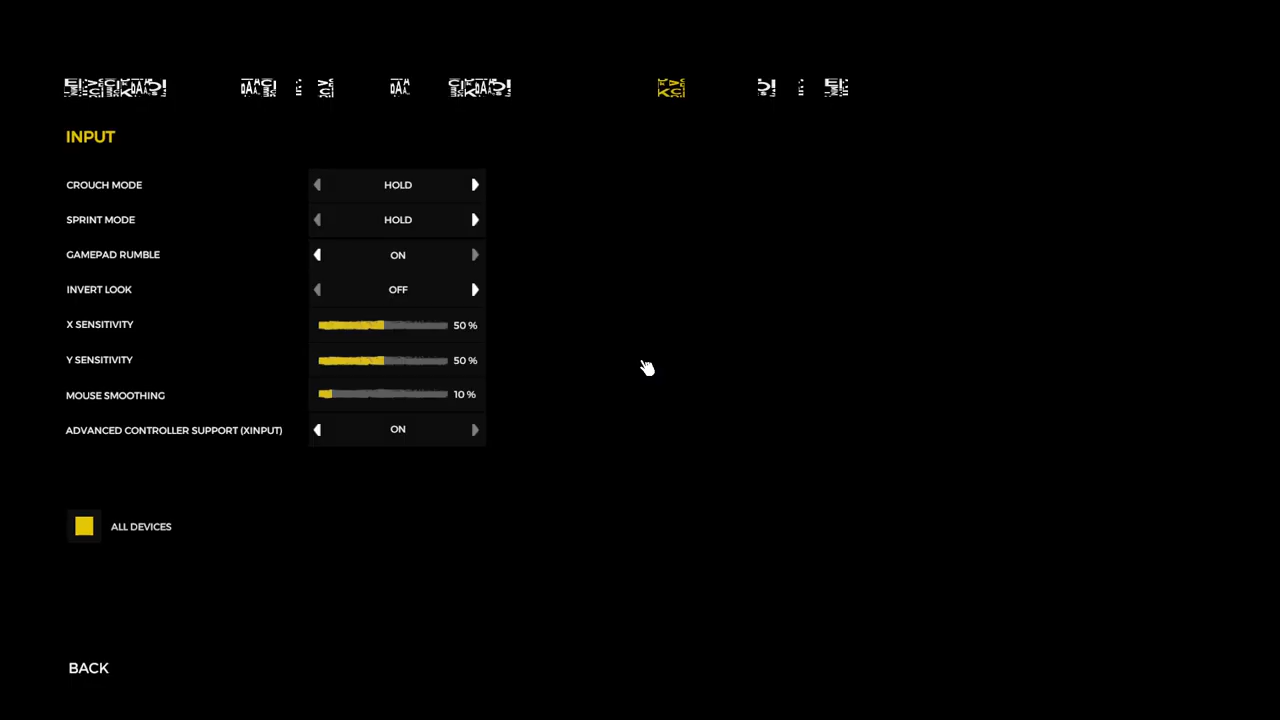 INPUT
CROUCH MODE HOLD
SPRINT MODE HOLD
GAMEPAD RUMBLE ON
INVERT LOOK OFF
X SENSITIVITY 50 %
Y SENSITIVITY 50 %
MOUSE SMOOTHING 10 %
ADVANCED CONTROLLER SUPPORT (XINPUT) ON
ALL DEVICES
BACK